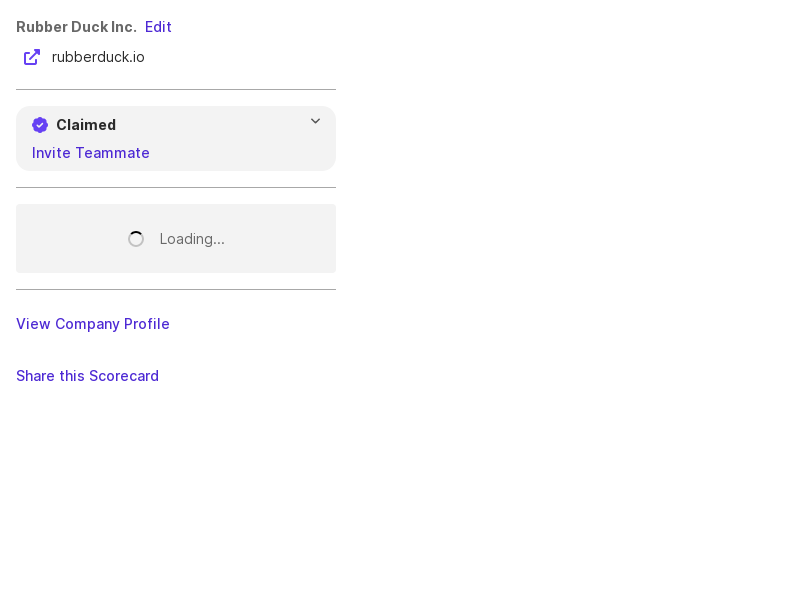 Rubber Duck Inc. Edit
rubberduck.io
Claimed
Invite Teammate
Loading...
View Company Profile
Share this Scorecard